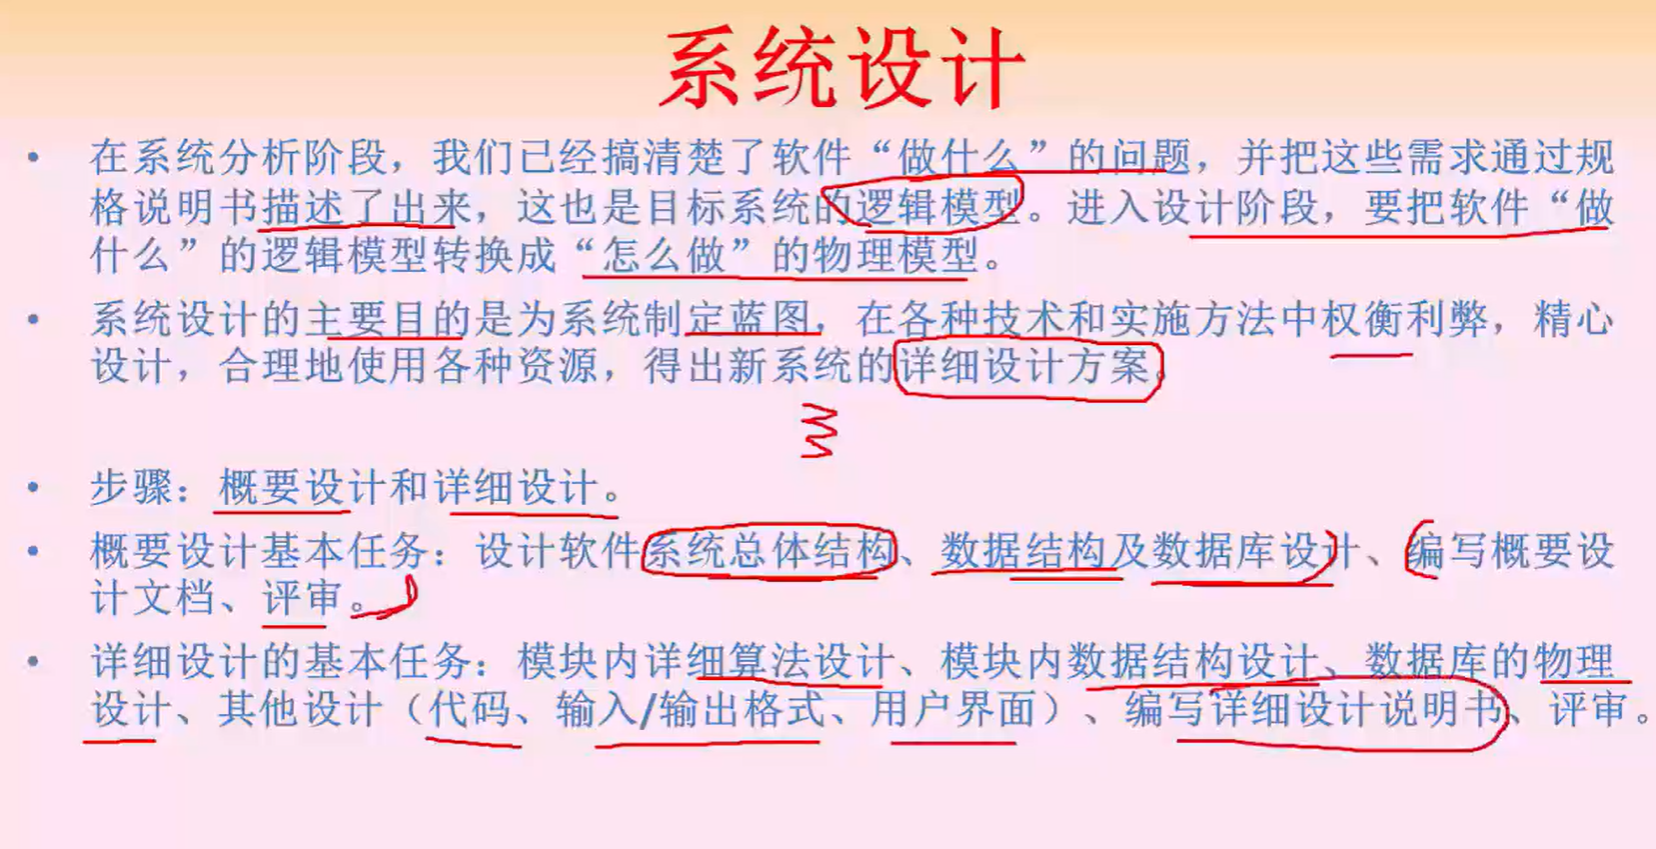 系统设计
• 在系统分析阶段，我们已经搞清楚了软件“做什么”的问题，并把这些需求通过规
格说明书描述了出来，这也是目标系统的逻辑模型。进入设计阶段，要把软件“做
什么”的逻辑模型转换成“怎么做”的物理模型。
• 系统设计的主要目的是为系统制定蓝图，在各种技术和实施方法中权衡利弊，精心
设计，合理地使用各种资源，得出新系统的详细设计方案。
• 步骤：概要设计和详细设计。
• 概要设计基本任务：设计软件系统总体结构、数据结构及数据库设计、编写概要设
计文档、评审。
• 详细设计的基本任务：模块内详细算法设计、模块内数据结构设计、数据库的物理
设计、其他设计（代码、输入/输出格式、用户界面）、编写详细设计说明书、评审。